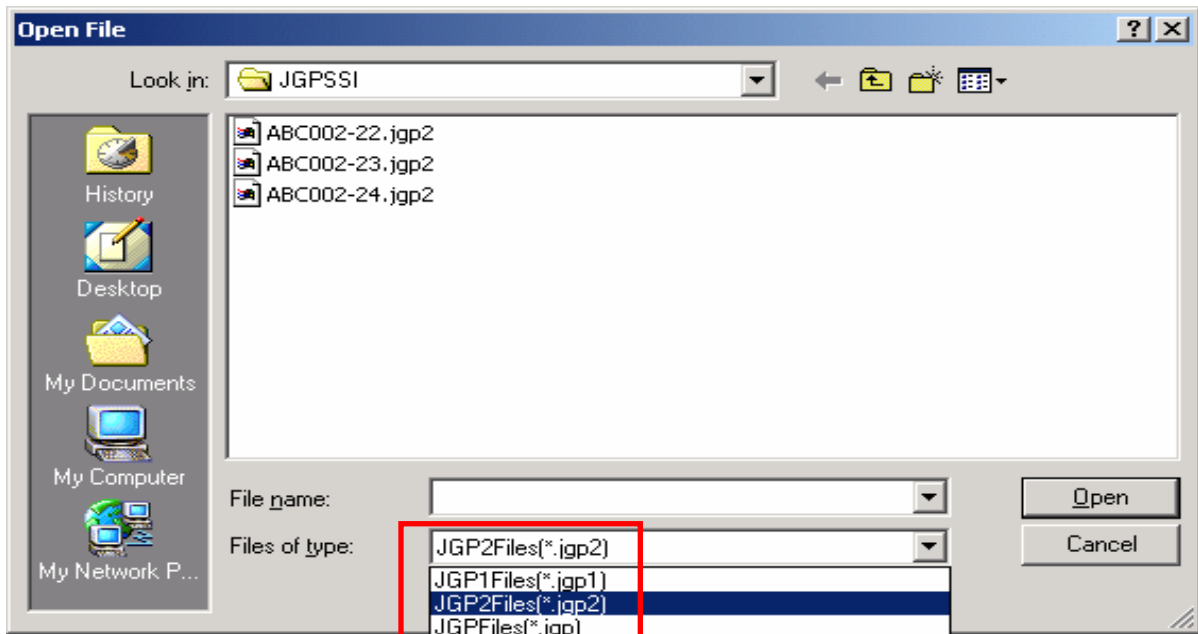 Open File
Look in: JGPSSI
ABC002-22.jgp2
ABC002-23.jgp2
ABC002-24.jgp2
History
Desktop
My Documents
My Computer
My Network P...
File name:
Open
Files of type: JGP2Files(*.jgp2)
Cancel
JGP1Files(*.jgp1)
JGP2Files(*.jgp2)
JGPFiles(*.jgp)